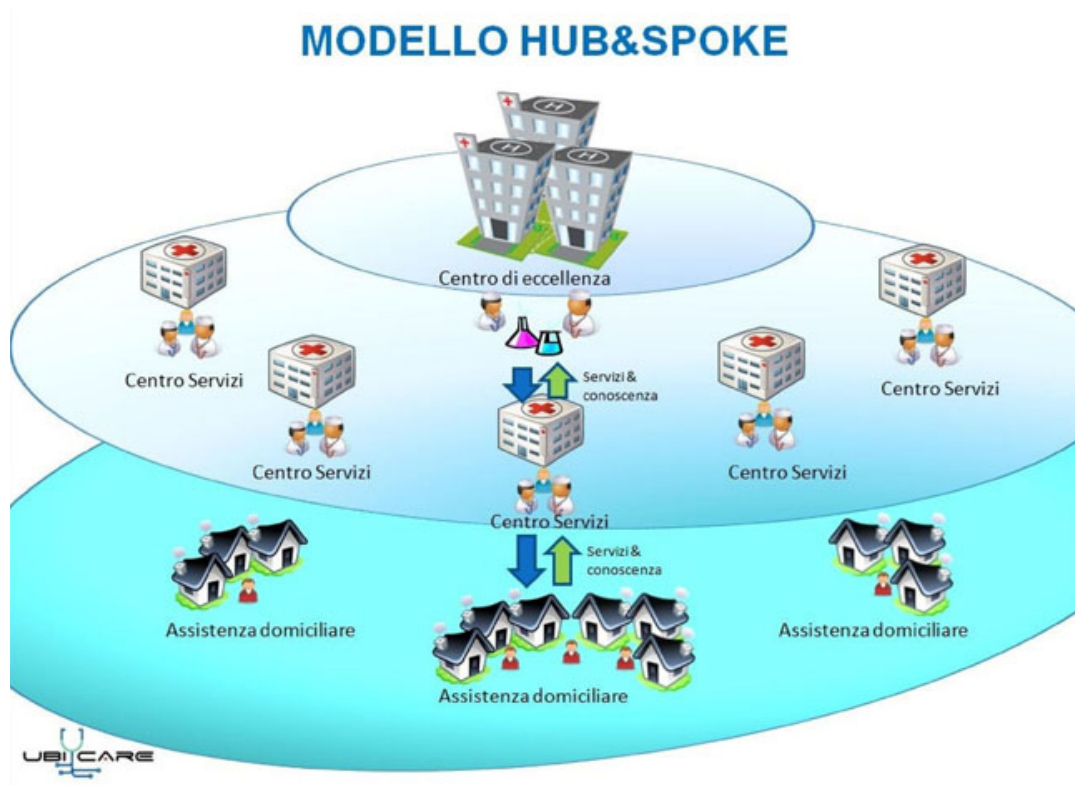 MODELLO HUB&SPOKE
H
H
H
Centro di eccellenza
Centro Servizi
Servizi &
conoscenza
Centro Servizi
Centro Servizi
Centro Servizi
Centro Servizi
Servizi &
conoscenza
Assistenza domiciliare
Assistenza domiciliare
Assistenza domiciliare
UBICARE